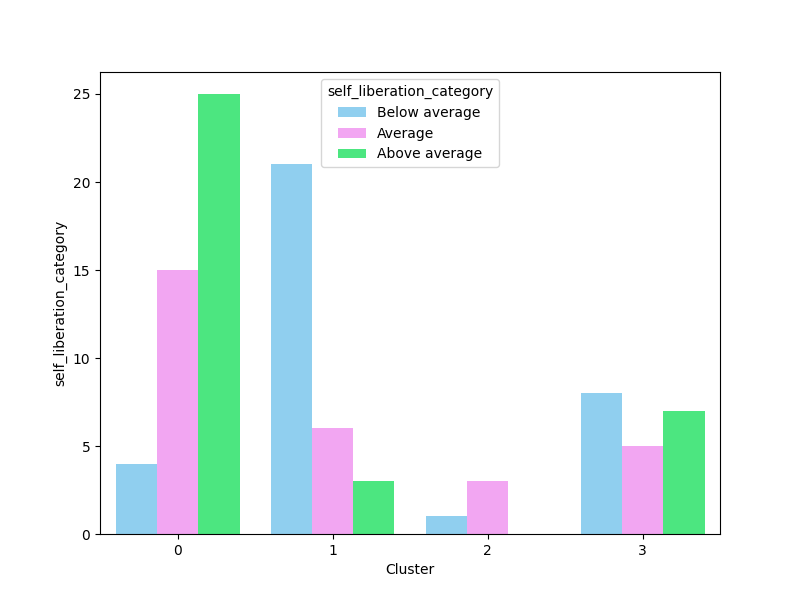 self_liberation_category
Below average
Average
Above average
25
20
15
10
5
0
self_liberation_category
0 1 2 3
Cluster